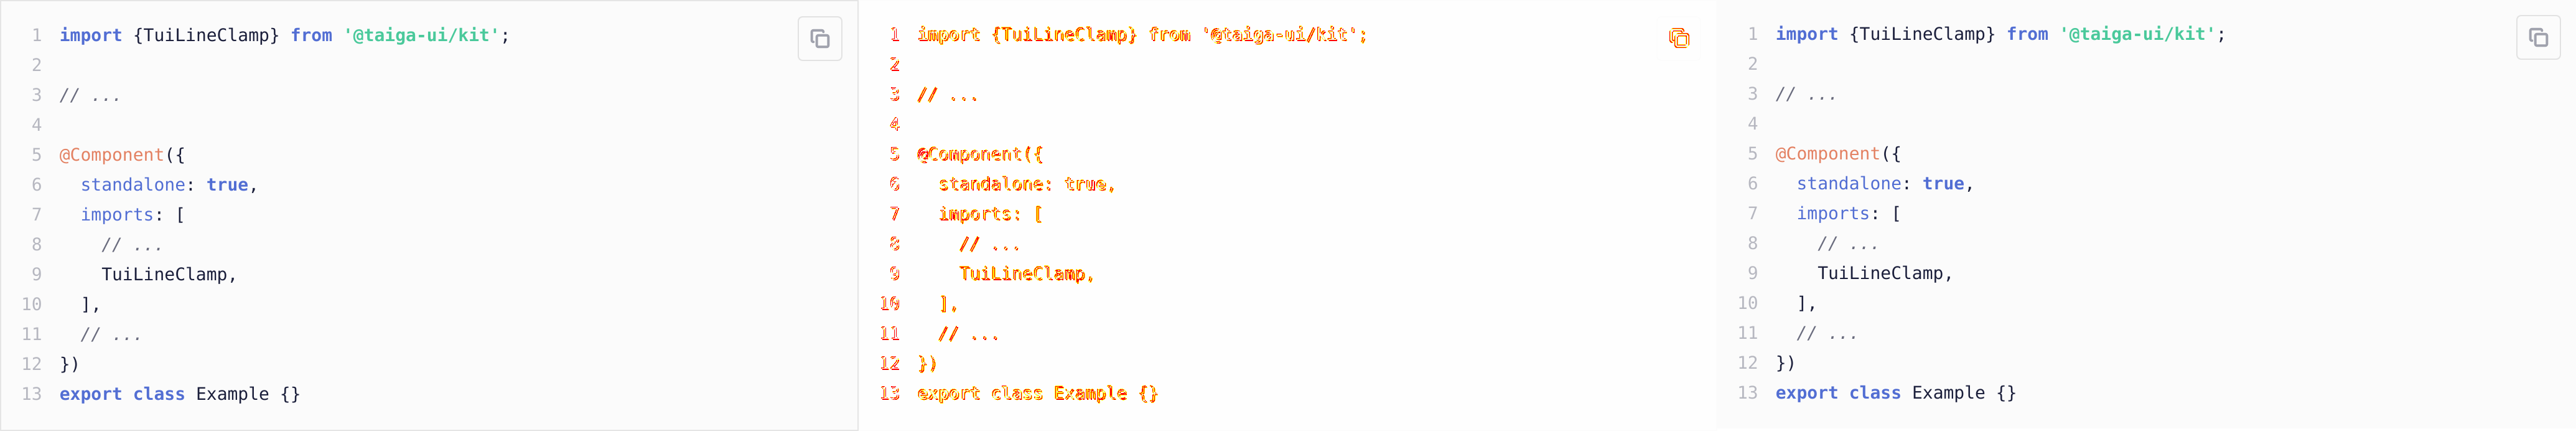 1 import {TuiLineClamp} from '@taiga-ui/kit';
2
3 // ...
4
5 @Component({
6   standalone: true,
7   imports: [
8     // ...
9     TuiLineClamp,
10   ],
11   // ...
12 })
13 export class Example {}
1 import {TuiLineClamp} from '@taiga-ui/kit';
2
3 // ...
4
5 @Component({
6   standalone: true,
7   imports: [
8     // ...
9     TuiLineClamp,
10   ],
11   // ...
12 })
13 export class Example {}
1 import {TuiLineClamp} from '@taiga-ui/kit';
2
3 // ...
4
5 @Component({
6   standalone: true,
7   imports: [
8     // ...
9     TuiLineClamp,
10   ],
11   // ...
12 })
13 export class Example {}